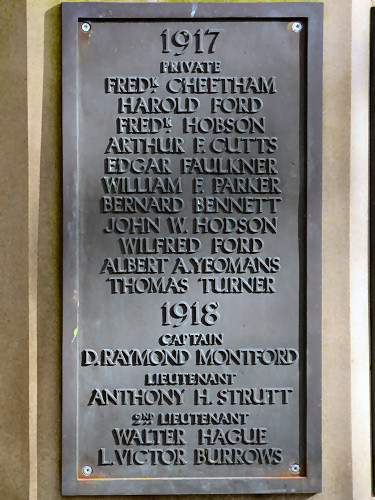 1917
PRIVATE
FREDK. CHEETHAM
HAROLD FORD
FREDK. HOBSON
ARTHUR F. CUTTS
EDGAR FAULKNER
WILLIAM F. PARKER
BERNARD BENNETT
JOHN W. HODSON
WILFRED FORD
ALBERT A. YEOMANS
THOMAS TURNER
1918
CAPTAIN
D. RAYMOND MONTFORD
LIEUTENANT
ANTHONY H. STRUTT
2ND LIEUTENANT
WALTER HAGUE
L. VICTOR BURROWS